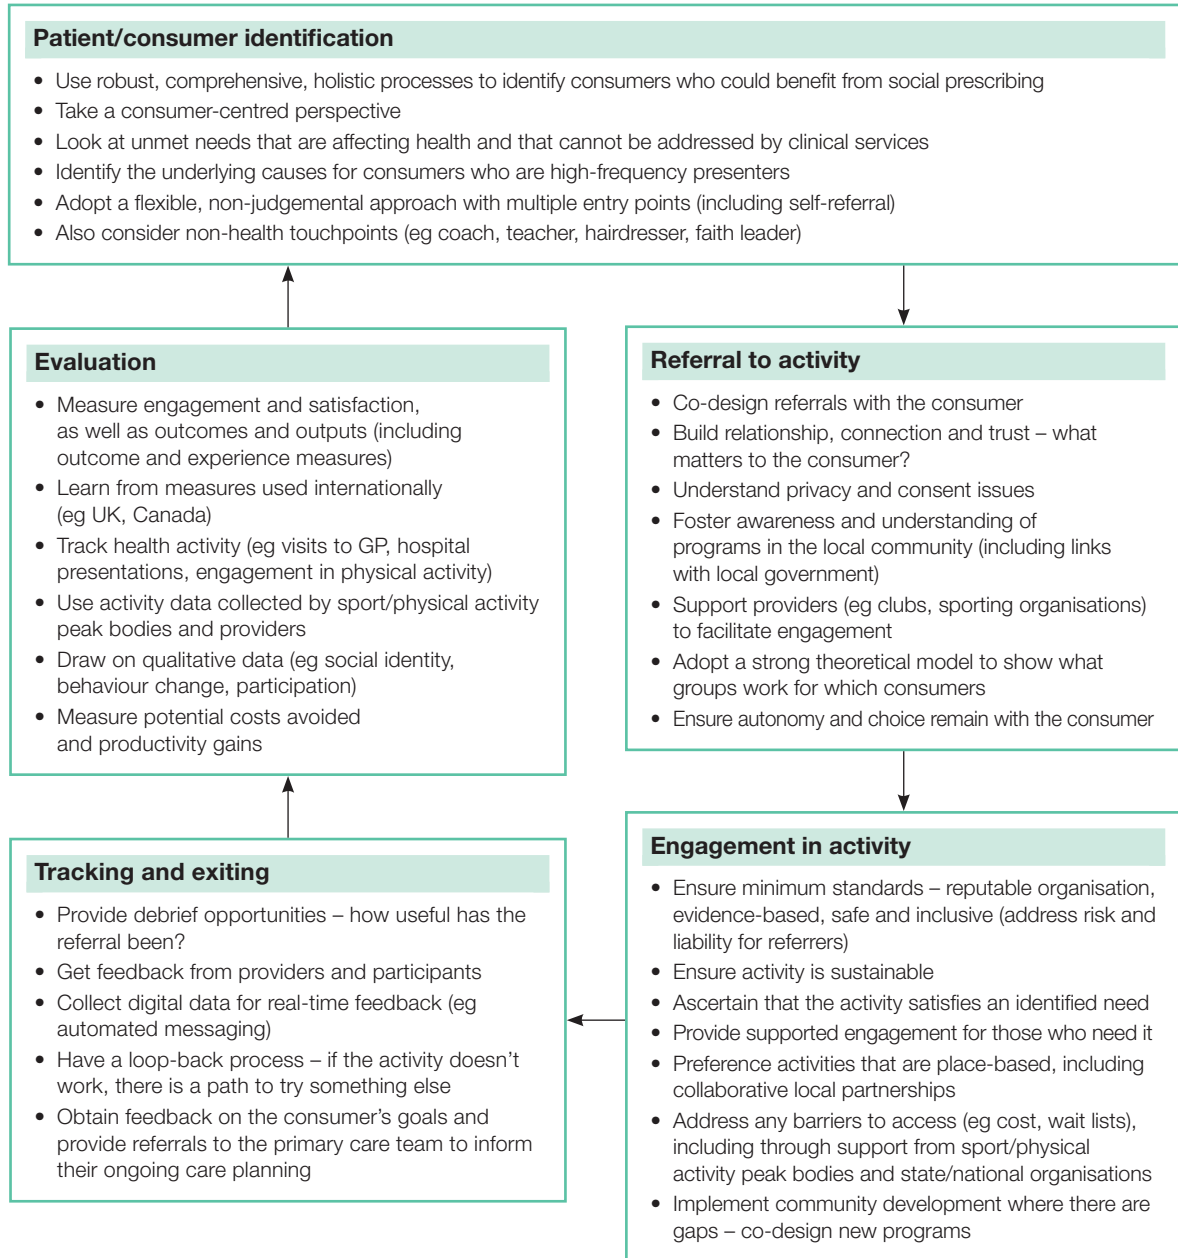 Patient/consumer identification
• Use robust, comprehensive, holistic processes to identify consumers who could benefit from social prescribing
• Take a consumer-centred perspective
• Look at unmet needs that are affecting health and that cannot be addressed by clinical services
• Identify the underlying causes for consumers who are high-frequency presenters
• Adopt a flexible, non-judgemental approach with multiple entry points (including self-referral)
• Also consider non-health touchpoints (eg coach, teacher, hairdresser, faith leader)
Referral to activity
• Co-design referrals with the consumer
• Build relationship, connection and trust – what
matters to the consumer?
• Understand privacy and consent issues
• Foster awareness and understanding of
programs in the local community (including links
with local government)
• Support providers (eg clubs, sporting organisations)
to facilitate engagement
• Adopt a strong theoretical model to show what
groups work for which consumers
• Ensure autonomy and choice remain with the consumer
Engagement in activity
• Ensure minimum standards – reputable organisation,
evidence-based, safe and inclusive (address risk and
liability for referrers)
• Ensure activity is sustainable
• Ascertain that the activity satisfies an identified need
• Provide supported engagement for those who need it
• Preference activities that are place-based, including
collaborative local partnerships
• Address any barriers to access (eg cost, wait lists),
including through support from sport/physical
activity peak bodies and state/national organisations
• Implement community development where there are
gaps – co-design new programs
Tracking and exiting
• Provide debrief opportunities – how useful has the
referral been?
• Get feedback from providers and participants
• Collect digital data for real-time feedback (eg
automated messaging)
• Have a loop-back process – if the activity doesn't
work, there is a path to try something else
• Obtain feedback on the consumer's goals and
provide referrals to the primary care team to inform
their ongoing care planning
Evaluation
• Measure engagement and satisfaction,
as well as outcomes and outputs (including
outcome and experience measures)
• Learn from measures used internationally
(eg UK, Canada)
• Track health activity (eg visits to GP, hospital
presentations, engagement in physical activity)
• Use activity data collected by sport/physical activity
peak bodies and providers
• Draw on qualitative data (eg social identity,
behaviour change, participation)
• Measure potential costs avoided
and productivity gains